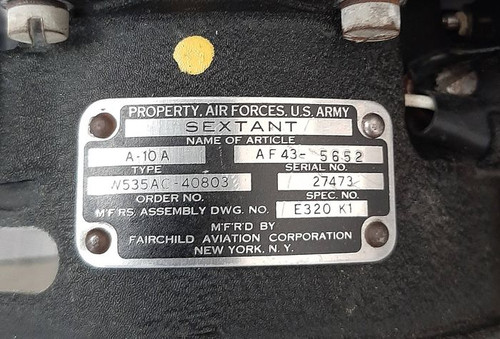 PROPERTY, AIR FORCES, U.S. ARMY
SEXTANT
NAME OF ARTICLE
A-10A AF43-5652
TYPE SERIAL NO.
W535AC-40803 27473
ORDER NO. SPEC. NO.
M'F'RS. ASSEMBLY DWG. NO. E320 K1
M'F'R'D BY
FAIRCHILD AVIATION CORPORATION
NEW YORK, N.Y.